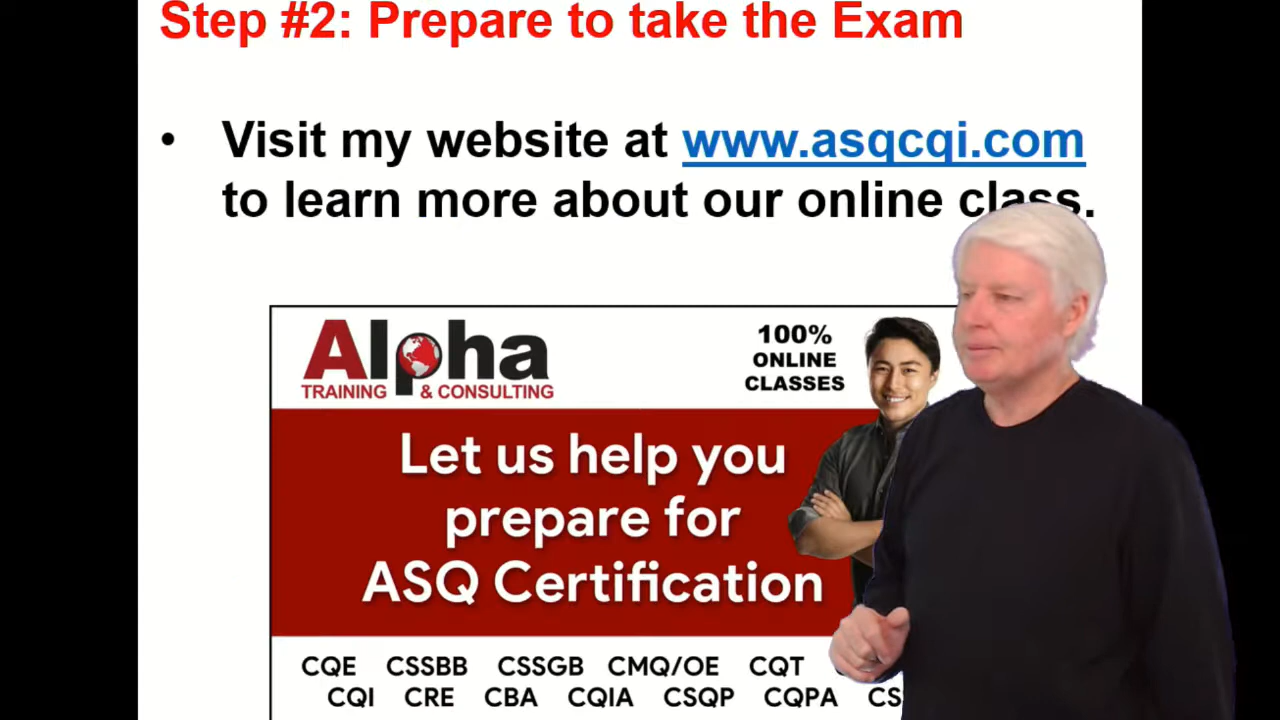 Step #2: Prepare to take the Exam
• Visit my website at www.asqcqi.com
to learn more about our online class.
Alpha
TRAINING & CONSULTING
100%
ONLINE
CLASSES
Let us help you
prepare for
ASQ Certification
CQE CSSBB CSSGB CMQ/OE CQT
CQI CRE CBA CQIA CSQP CQPA